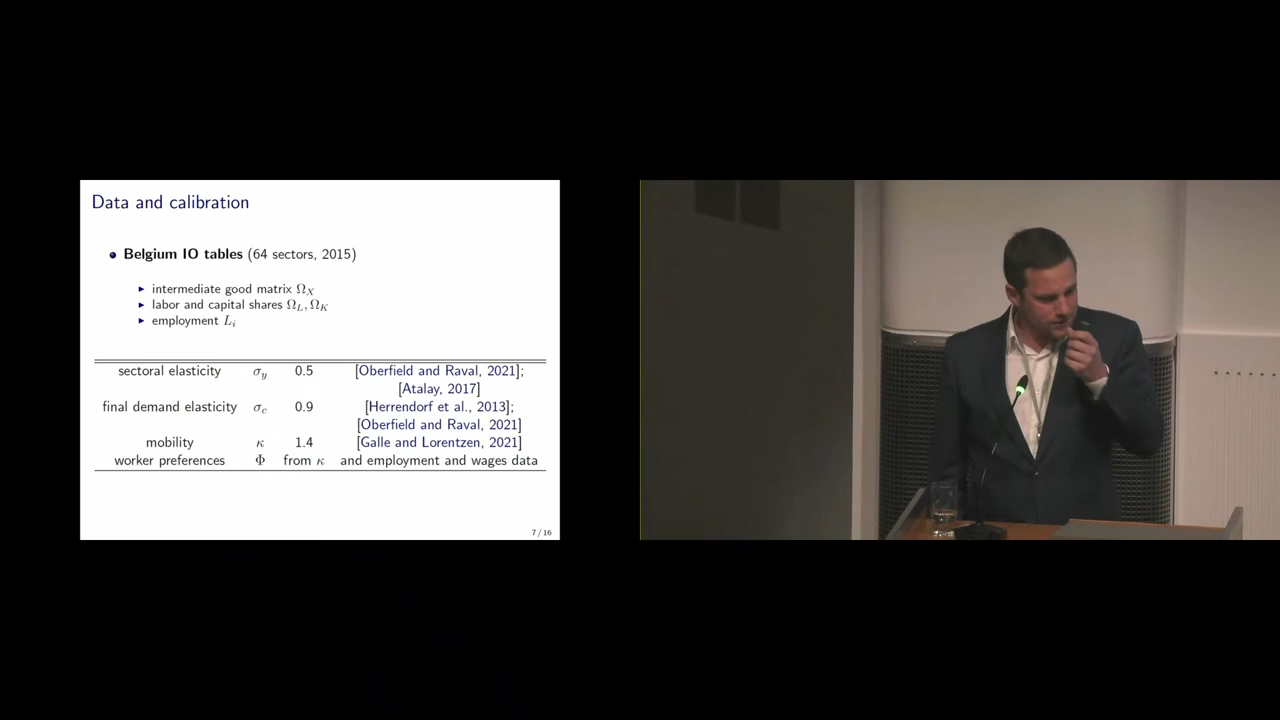 Data and calibration
Belgium IO tables (64 sectors, 2015)
intermediate good matrix Ω_X
labor and capital shares Ω_L, Ω_K
employment L_i
sectoral elasticity σ_y 0.5 [Oberfield and Raval, 2021];
[Atalay, 2017]
final demand elasticity σ_c 0.9 [Herrendorf et al., 2013];
[Oberfield and Raval, 2021]
mobility κ 1.4 [Galle and Lorentzen, 2021]
worker preferences Φ from κ and employment and wages data
7 / 16